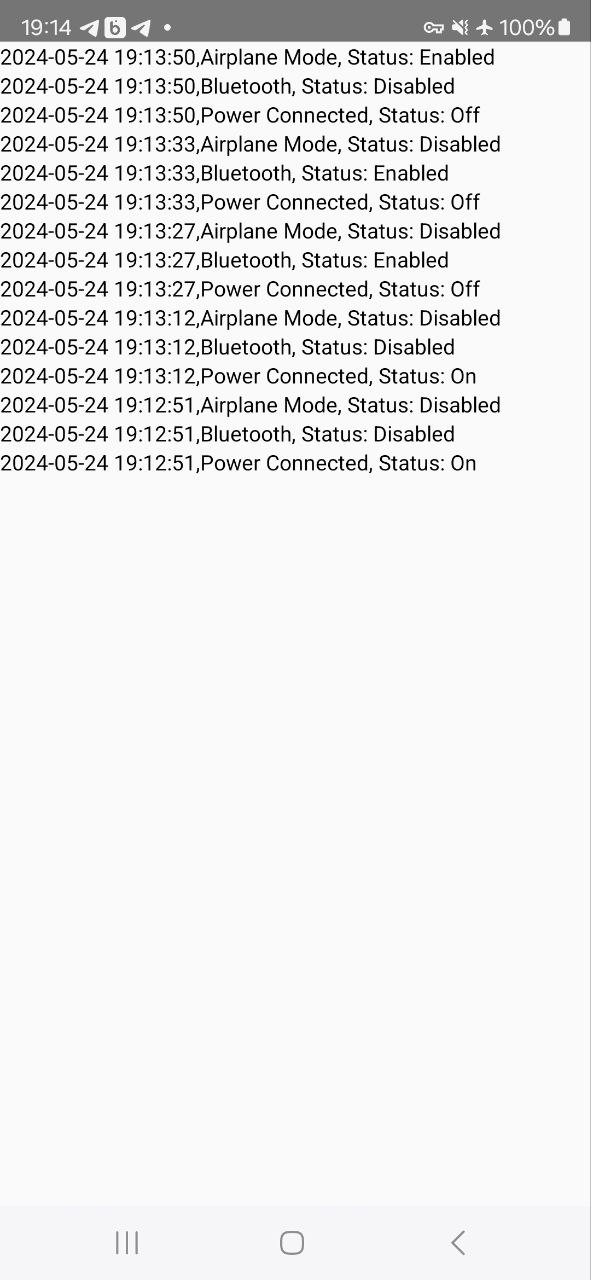 19:14 100%
2024-05-24 19:13:50,Airplane Mode, Status: Enabled
2024-05-24 19:13:50,Bluetooth, Status: Disabled
2024-05-24 19:13:50,Power Connected, Status: Off
2024-05-24 19:13:33,Airplane Mode, Status: Disabled
2024-05-24 19:13:33,Bluetooth, Status: Enabled
2024-05-24 19:13:33,Power Connected, Status: Off
2024-05-24 19:13:27,Airplane Mode, Status: Disabled
2024-05-24 19:13:27,Bluetooth, Status: Enabled
2024-05-24 19:13:27,Power Connected, Status: Off
2024-05-24 19:13:12,Airplane Mode, Status: Disabled
2024-05-24 19:13:12,Bluetooth, Status: Disabled
2024-05-24 19:13:12,Power Connected, Status: On
2024-05-24 19:12:51,Airplane Mode, Status: Disabled
2024-05-24 19:12:51,Bluetooth, Status: Disabled
2024-05-24 19:12:51,Power Connected, Status: On